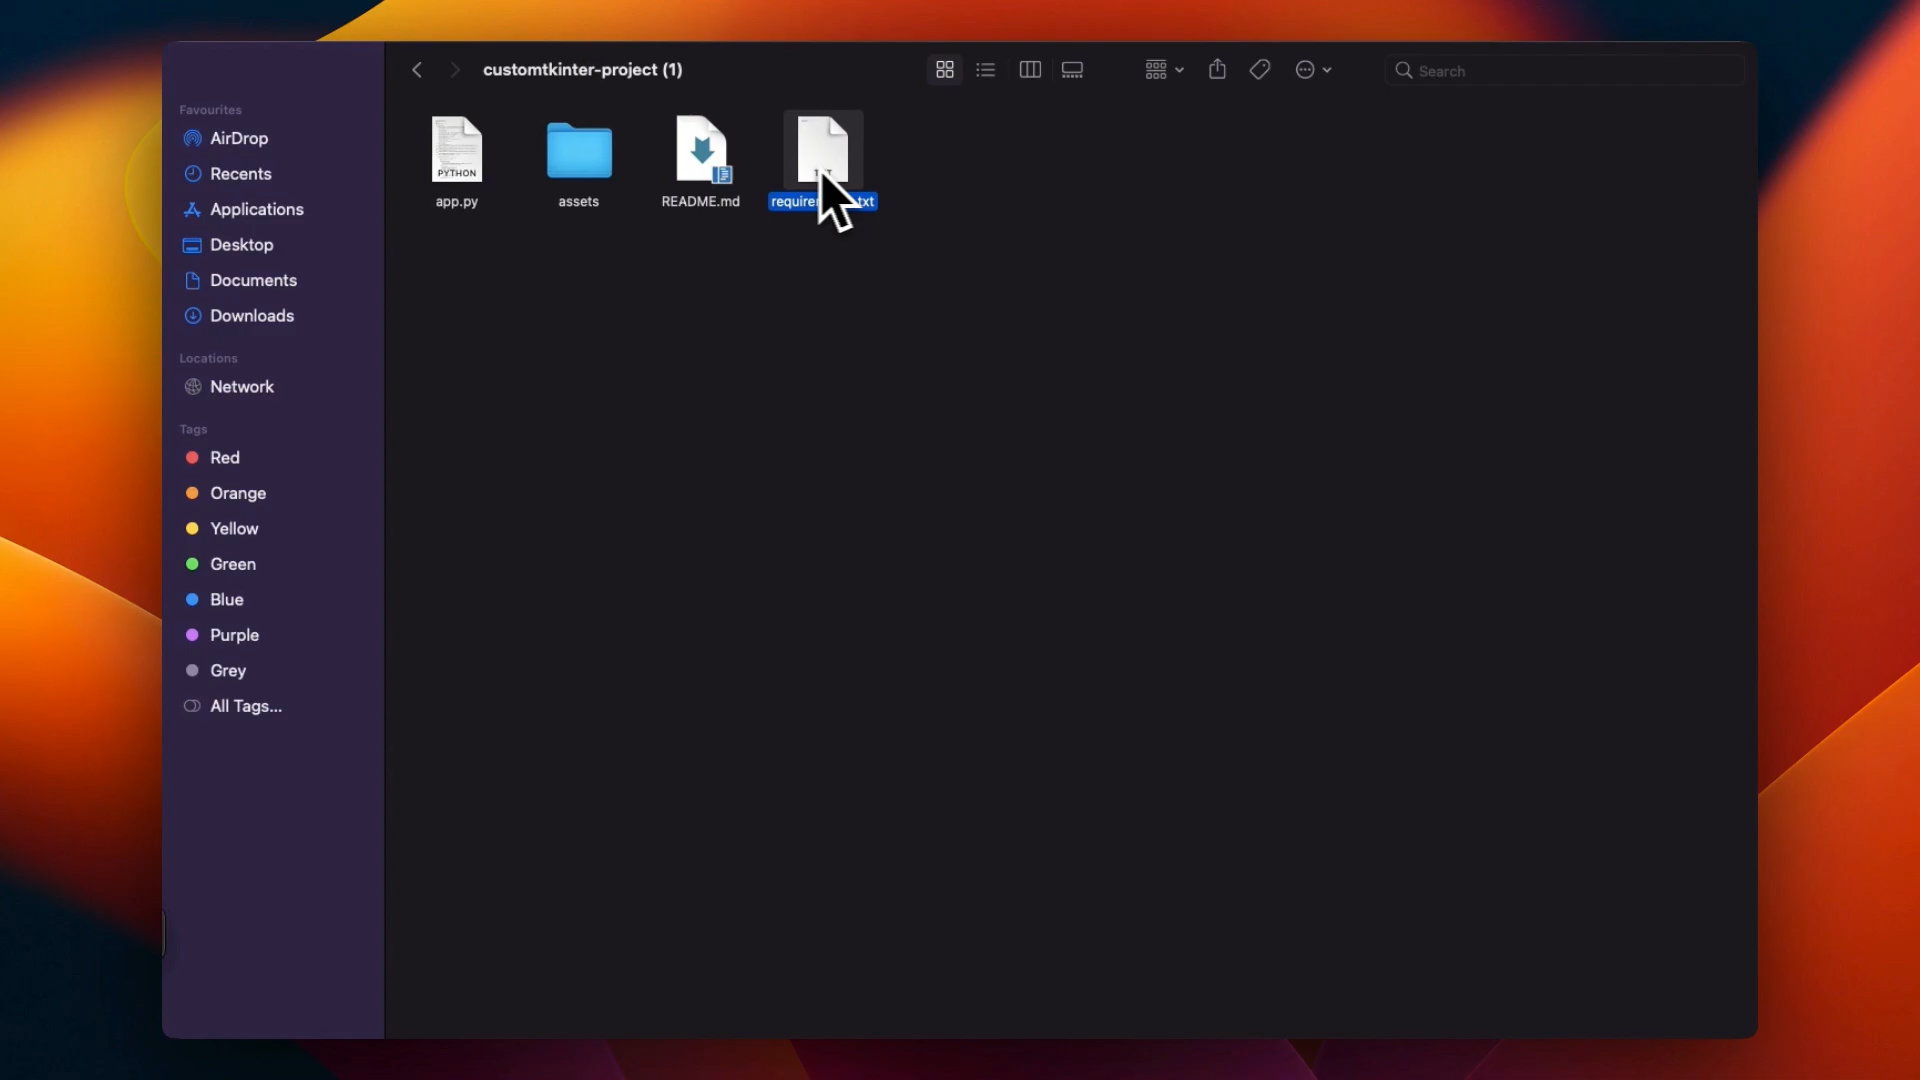 customtkinter-project (1)
Search
Favourites
AirDrop
Recents
Applications
Desktop
Documents
Downloads
Locations
Network
Tags
Red
Orange
Yellow
Green
Blue
Purple
Grey
All Tags...
PYTHON
app.py
assets
README.md